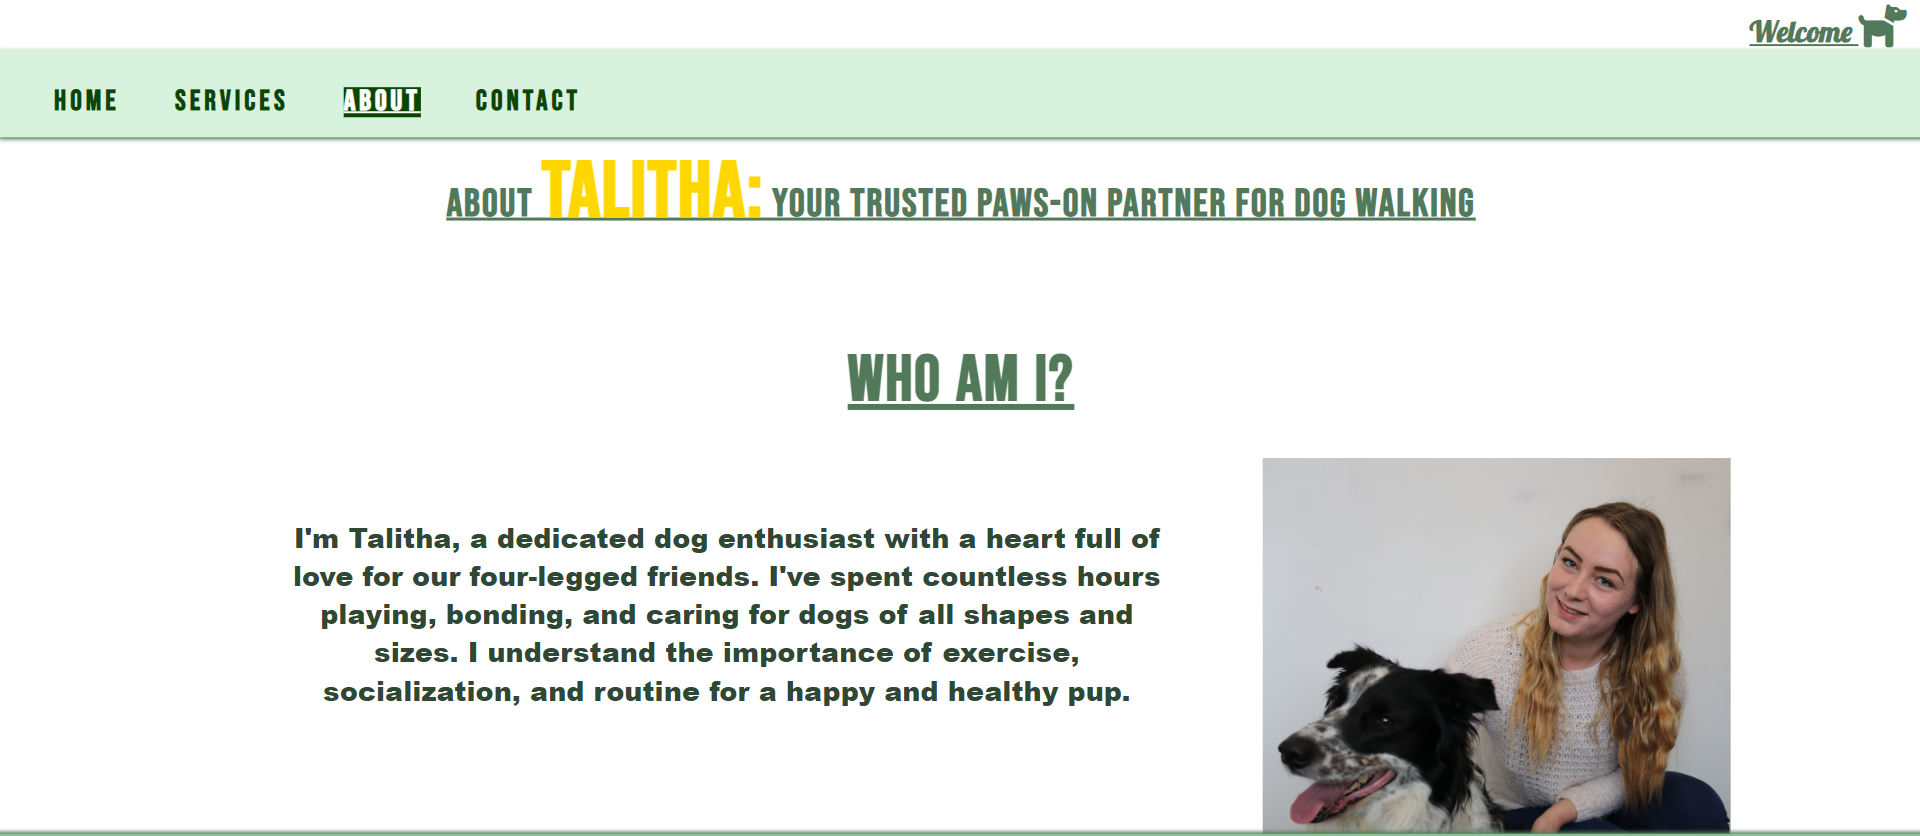 Welcome
HOME SERVICES ABOUT CONTACT
ABOUT TALITHA: YOUR TRUSTED PAWS-ON PARTNER FOR DOG WALKING
WHO AM I?
I'm Talitha, a dedicated dog enthusiast with a heart full of
love for our four-legged friends. I've spent countless hours
playing, bonding, and caring for dogs of all shapes and
sizes. I understand the importance of exercise,
socialization, and routine for a happy and healthy pup.